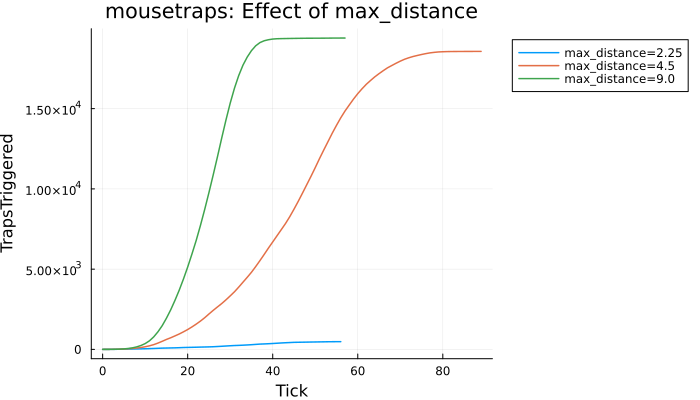 mousetraps: Effect of max_distance
max_distance=2.25
max_distance=4.5
max_distance=9.0
1.50×10⁴
1.00×10⁴
5.00×10³
0
TrapsTriggered
0 20 40 60 80
Tick